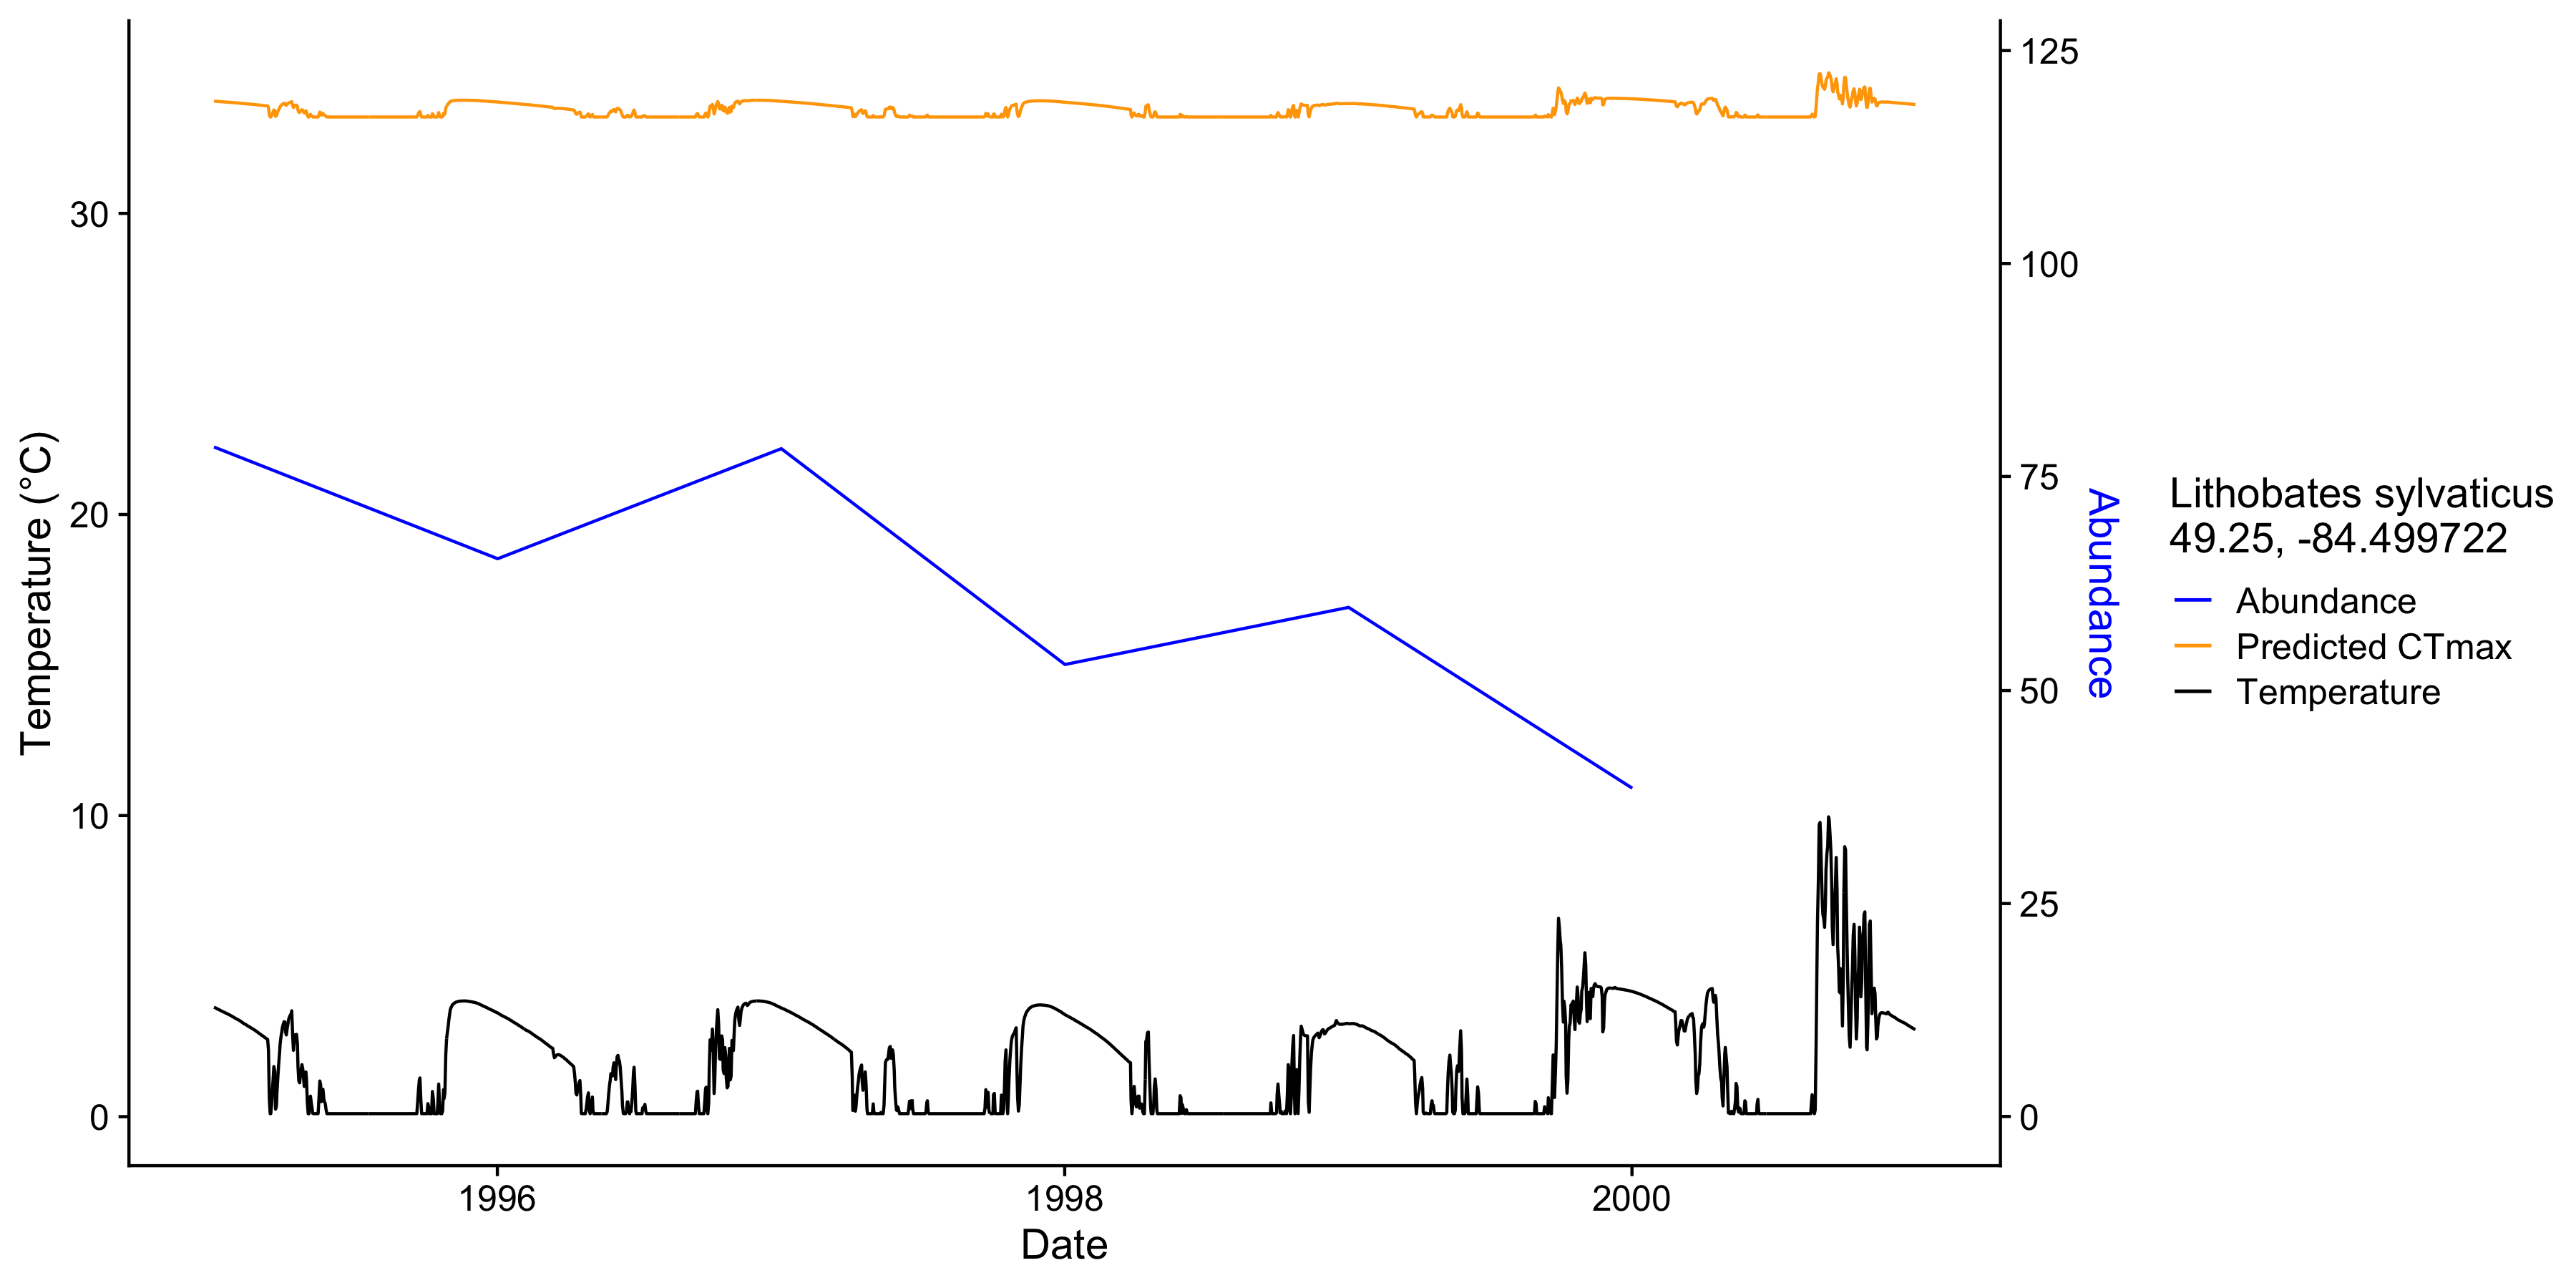 Temperature (°C)
30
20
10
0
1996
1998
2000
Date
125
100
75
50
25
0
Abundance
Lithobates sylvaticus
49.25, -84.499722
Abundance
Predicted CTmax
Temperature